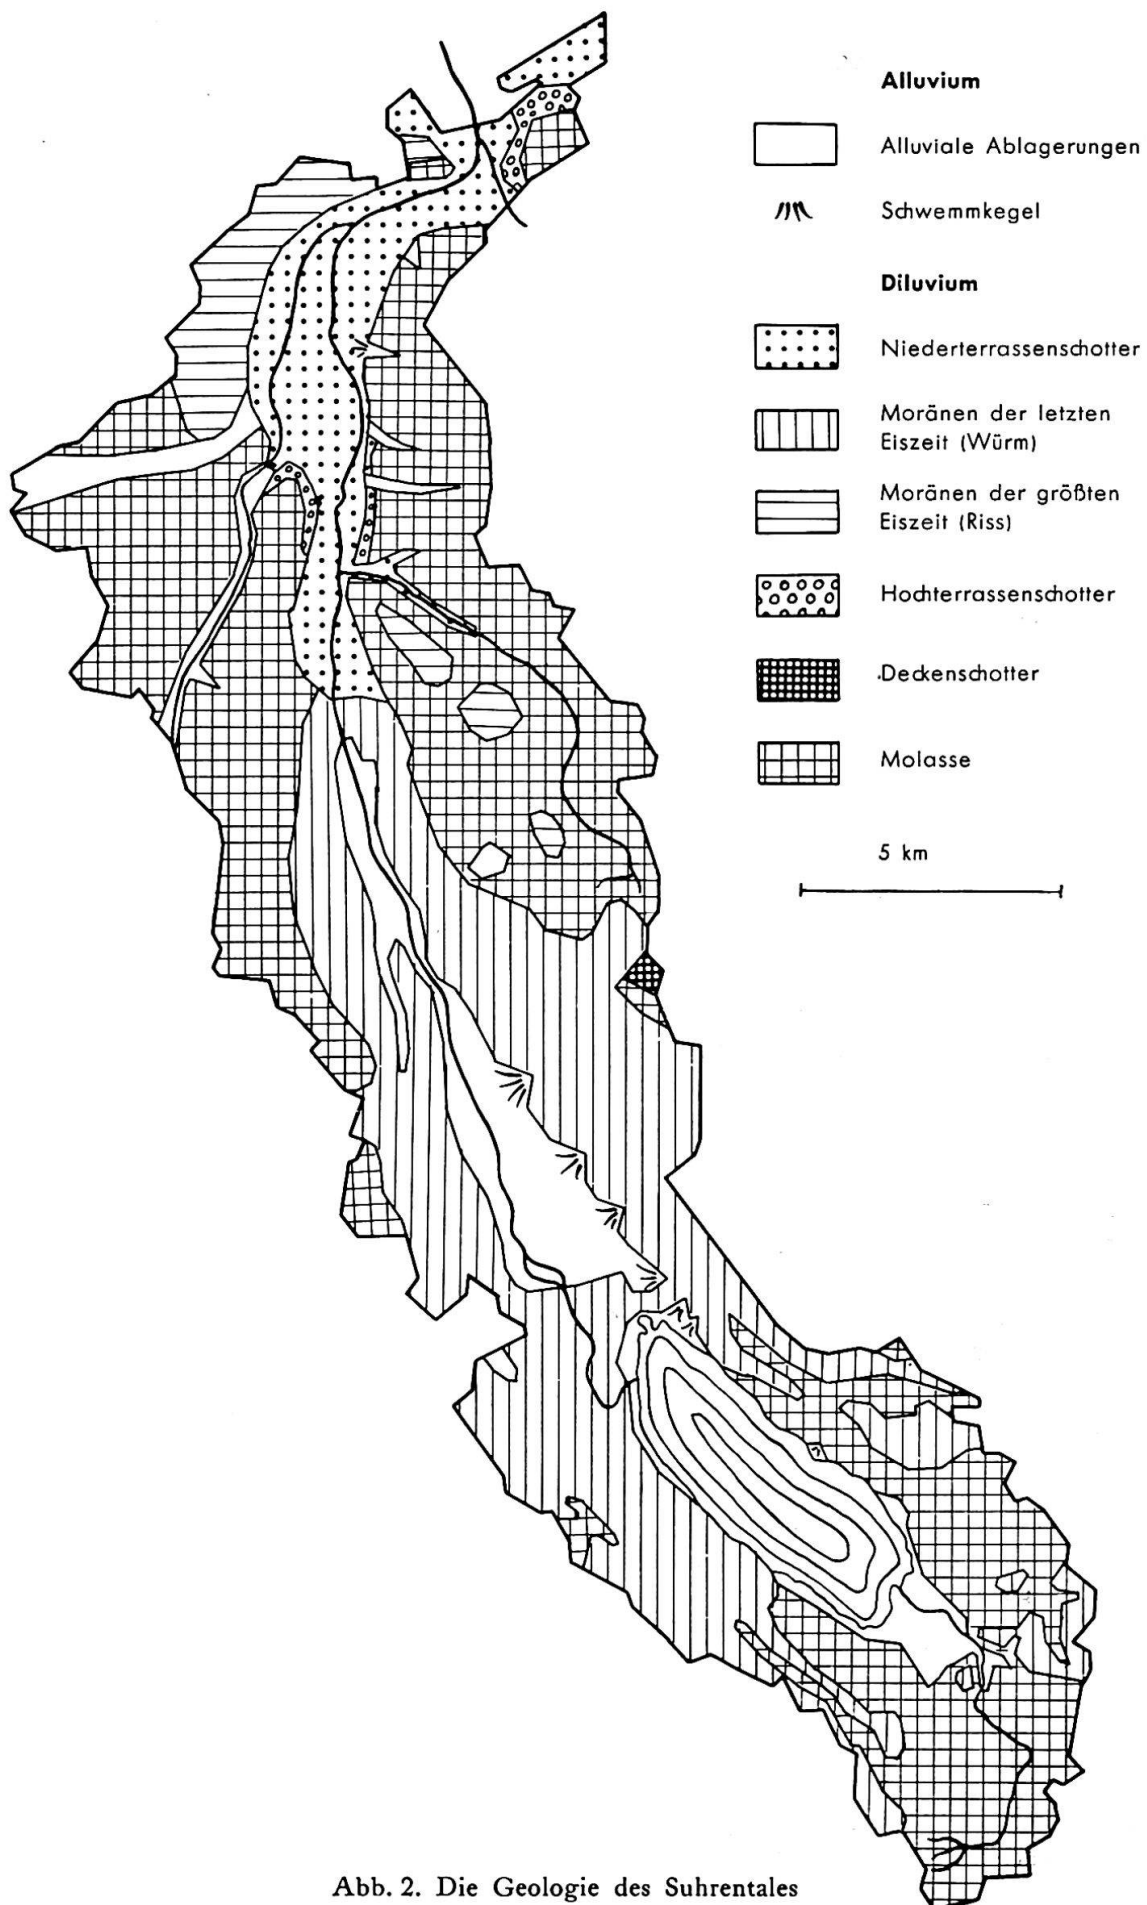 Alluvium
Alluviale Ablagerungen
Schwemmkegel
Diluvium
Niederterrassenschotter
Moränen der letzten
Eiszeit (Würm)
Moränen der größten
Eiszeit (Riss)
Hochterrassenschotter
Deckenschotter
Molasse
5 km
Abb. 2. Die Geologie des Suhrentales